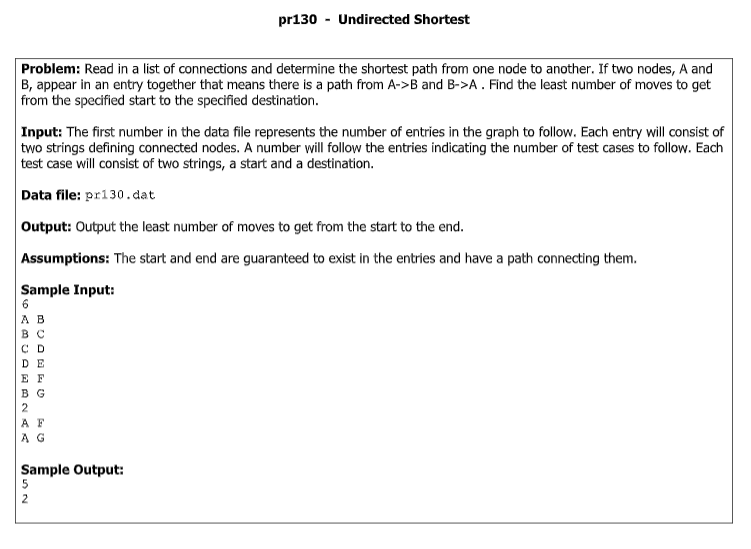 pr130 - Undirected Shortest
Problem: Read in a list of connections and determine the shortest path from one node to another. If two nodes, A and
B, appear in an entry together that means there is a path from A->B and B->A . Find the least number of moves to get
from the specified start to the specified destination.
Input: The first number in the data file represents the number of entries in the graph to follow. Each entry will consist of
two strings defining connected nodes. A number will follow the entries indicating the number of test cases to follow. Each
test case will consist of two strings, a start and a destination.
Data file: pr130.dat
Output: Output the least number of moves to get from the start to the end.
Assumptions: The start and end are guaranteed to exist in the entries and have a path connecting them.
Sample Input:
6
A B
B C
C D
D E
E F
B G
2
A F
A G
Sample Output:
5
2